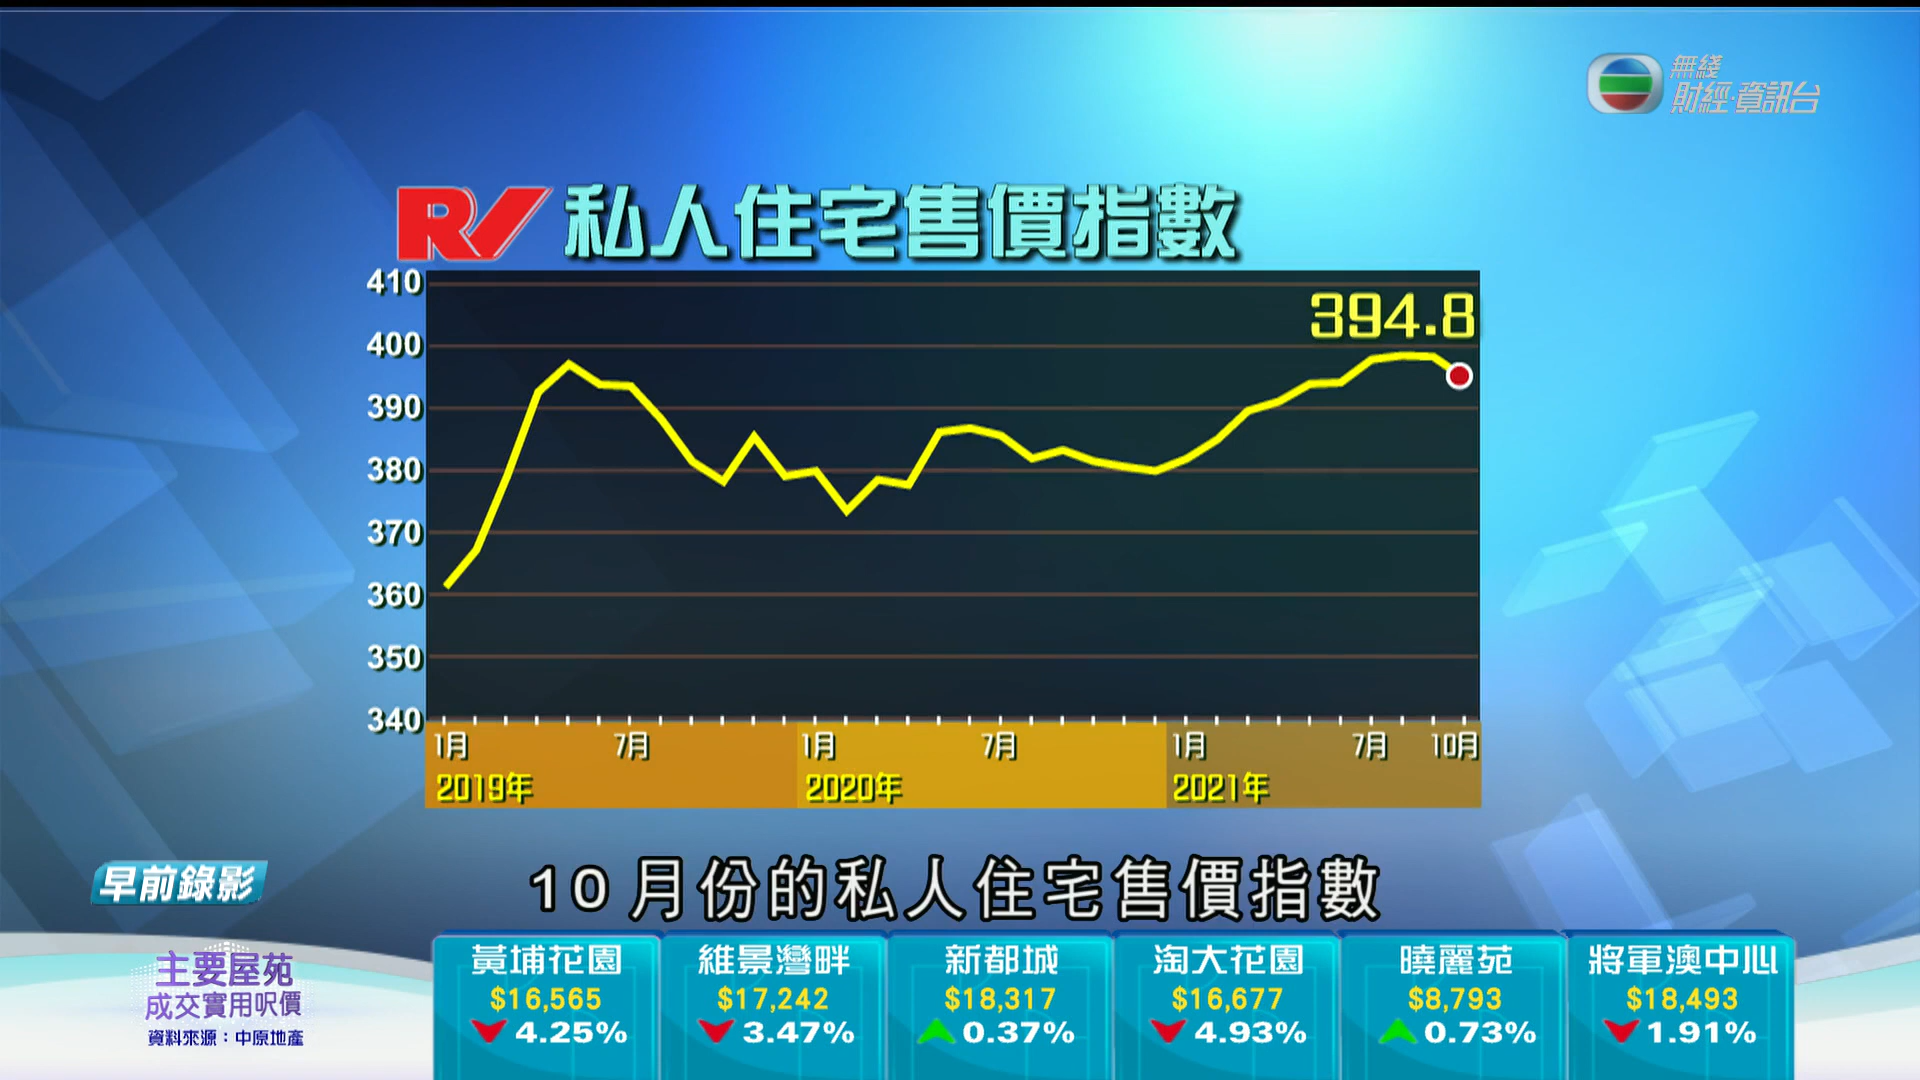 無綫
財經·資訊台
RV 私人住宅售價指數
410
400
390
380
370
360
350
340
394.8
1月 7月 1月 7月 1月 7月 10月
2019年 2020年 2021年
早前錄影
10月份的私人住宅售價指數
主要屋苑
成交實用呎價
資料來源：中原地產
黃埔花園 維景灣畔 新都城 淘大花園 曉麗苑 將軍澳中心
$16,565 $17,242 $18,317 $16,677 $8,793 $18,493
4.25% 3.47% 0.37% 4.93% 0.73% 1.91%